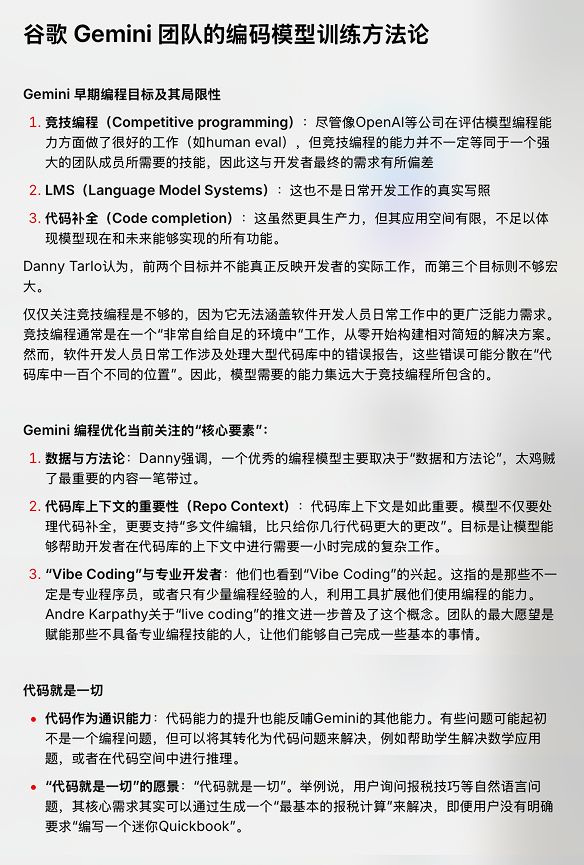 谷歌 Gemini 团队的编码模型训练方法论
Gemini 早期编程目标及其局限性
1. 竞技编程（Competitive programming）：尽管像OpenAI等公司在评估模型编程能
力方面做了很好的工作（如human eval），但竞技编程的能力并不一定等同于一个强
大的团队成员所需要的技能，因此这与开发者最终的需求有所偏差
2. LMS（Language Model Systems）：这也不是日常开发工作的真实写照
3. 代码补全（Code completion）：这虽然更具生产力，但其应用空间有限，不足以体
现模型现在和未来能够实现的所有功能。
Danny Tarlo认为，前两个目标并不能真正反映开发者的实际工作，而第三个目标则不够宏
大。
仅仅关注竞技编程是不够的，因为它无法涵盖软件开发人员日常工作中的更广泛能力需求。
竞技编程通常是在一个“非常自给自足的环境中”工作，从零开始构建相对简短的解决方案。
然而，软件开发人员日常工作涉及处理大型代码库中的错误报告，这些错误可能分散在“代
码库中一百个不同的位置”。因此，模型需要的能力集远大于竞技编程所包含的。
Gemini 编程优化当前关注的“核心要素”：
1. 数据与方法论：Danny强调，一个优秀的编程模型主要取决于“数据和方法论”，太鸡贼
了最重要的内容一笔带过。
2. 代码库上下文的重要性（Repo Context）：代码库上下文是如此重要。模型不仅要处
理代码补全，更要支持“多文件编辑，比只给你几行代码更大的更改”。目标是让模型能
够帮助开发者在代码库的上下文中进行需要一小时完成的复杂工作。
3. “Vibe Coding”与专业开发者：他们也看到“Vibe Coding”的兴起。这指的是那些不一
定是专业程序员，或者只有少量编程经验的人，利用工具扩展他们使用编程的能力。
Andre Karpathy关于“live coding”的推文进一步普及了这个概念。团队的最大愿望是
赋能那些不具备专业编程技能的人，让他们能够自己完成一些基本的事情。
代码就是一切
• 代码作为通识能力：代码能力的提升也能反哺Gemini的其他能力。有些问题可能起初
不是一个编程问题，但可以将其转化为代码问题来解决，例如帮助学生解决数学应用
题，或者在代码空间中进行推理。
• “代码就是一切”的愿景：“代码就是一切”。举例说，用户询问报税技巧等自然语言问
题，其核心需求其实可以通过生成一个“最基本的报税计算”来解决，即便用户没有明确
要求“编写一个迷你Quickbook”。